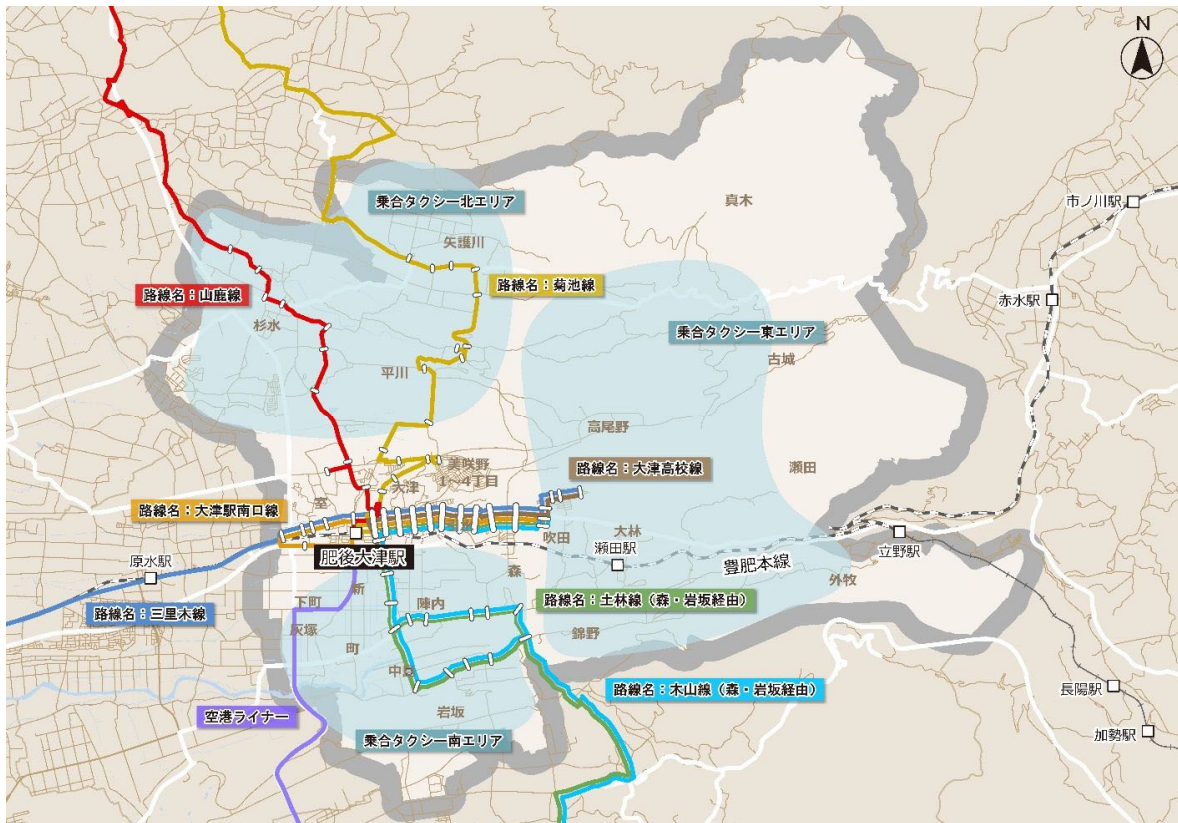 N
乗合タクシー北エリア
真木
市ノ川駅
矢護川
路線名：山鹿線
路線名：菊池線
赤水駅
杉水
乗合タクシー東エリア
古城
平川
高尾野
美咲野
1～4丁目
瀬田
路線名：大津高校線
大津
室
路線名：大津駅南口線
吹田
大林
瀬田駅
立野駅
肥後大津駅
豊肥本線
原水駅
外牧
森
新
下町
陣内
路線名：土林線（森・岩坂経由）
路線名：三里木線
灰塚
錦野
町
中島
路線名：木山線（森・岩坂経由）
長陽駅
空港ライナー
岩坂
加勢駅
乗合タクシー南エリア